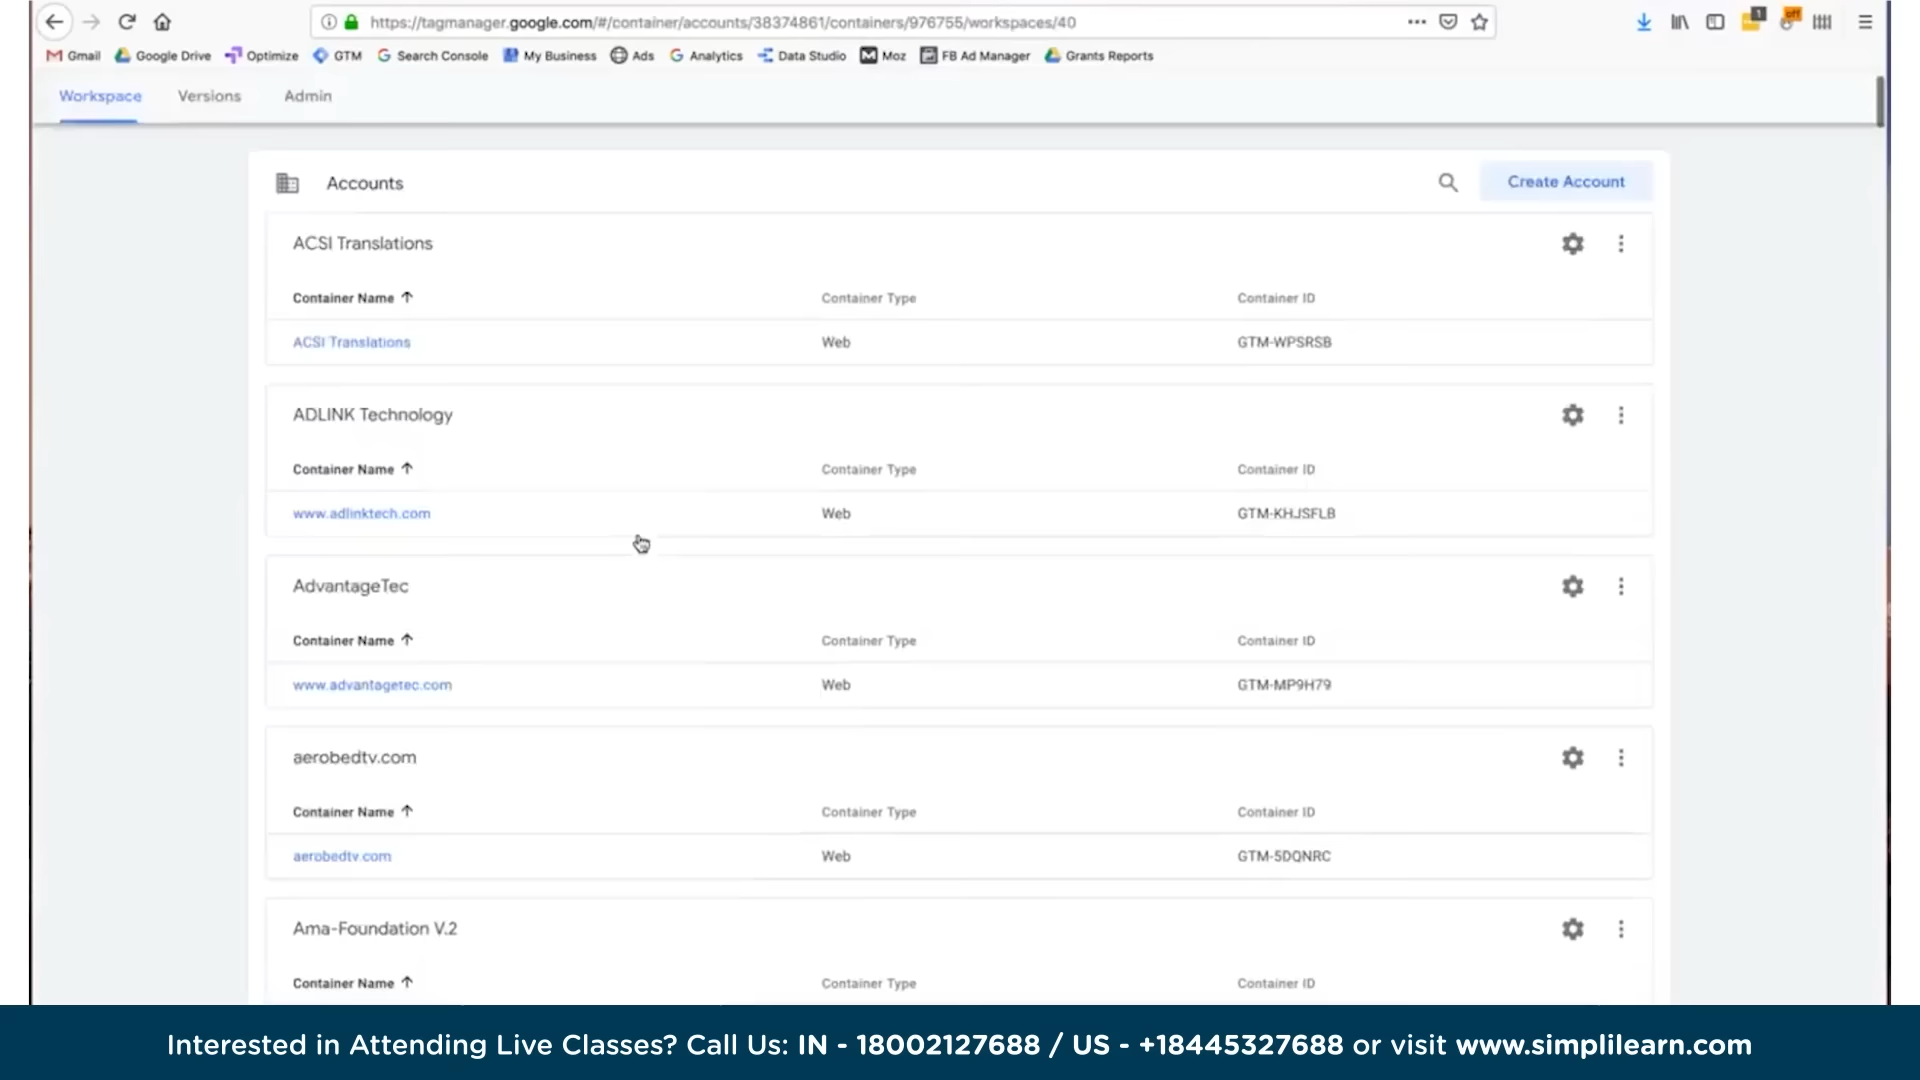 https://tagmanager.google.com/#/container/accounts/38374861/containers/976755/workspaces/40
1
off
Gmail Google Drive Optimize GTM Search Console My Business Ads Analytics Data Studio Moz FB Ad Manager Grants Reports
Workspace Versions Admin
Accounts Create Account
ACSI Translations
Container Name Container Type Container ID
ACSI Translations Web GTM-WPSRSB
ADLINK Technology
Container Name Container Type Container ID
www.adlinktech.com Web GTM-KHJSFLB
AdvantageTec
Container Name Container Type Container ID
www.advantagetec.com Web GTM-MP9H79
aerobedtv.com
Container Name Container Type Container ID
aerobedtv.com Web GTM-5DQNRC
Ama-Foundation V.2
Container Name Container Type Container ID
Interested in Attending Live Classes? Call Us: IN - 18002127688 / US - +18445327688 or visit www.simplilearn.com